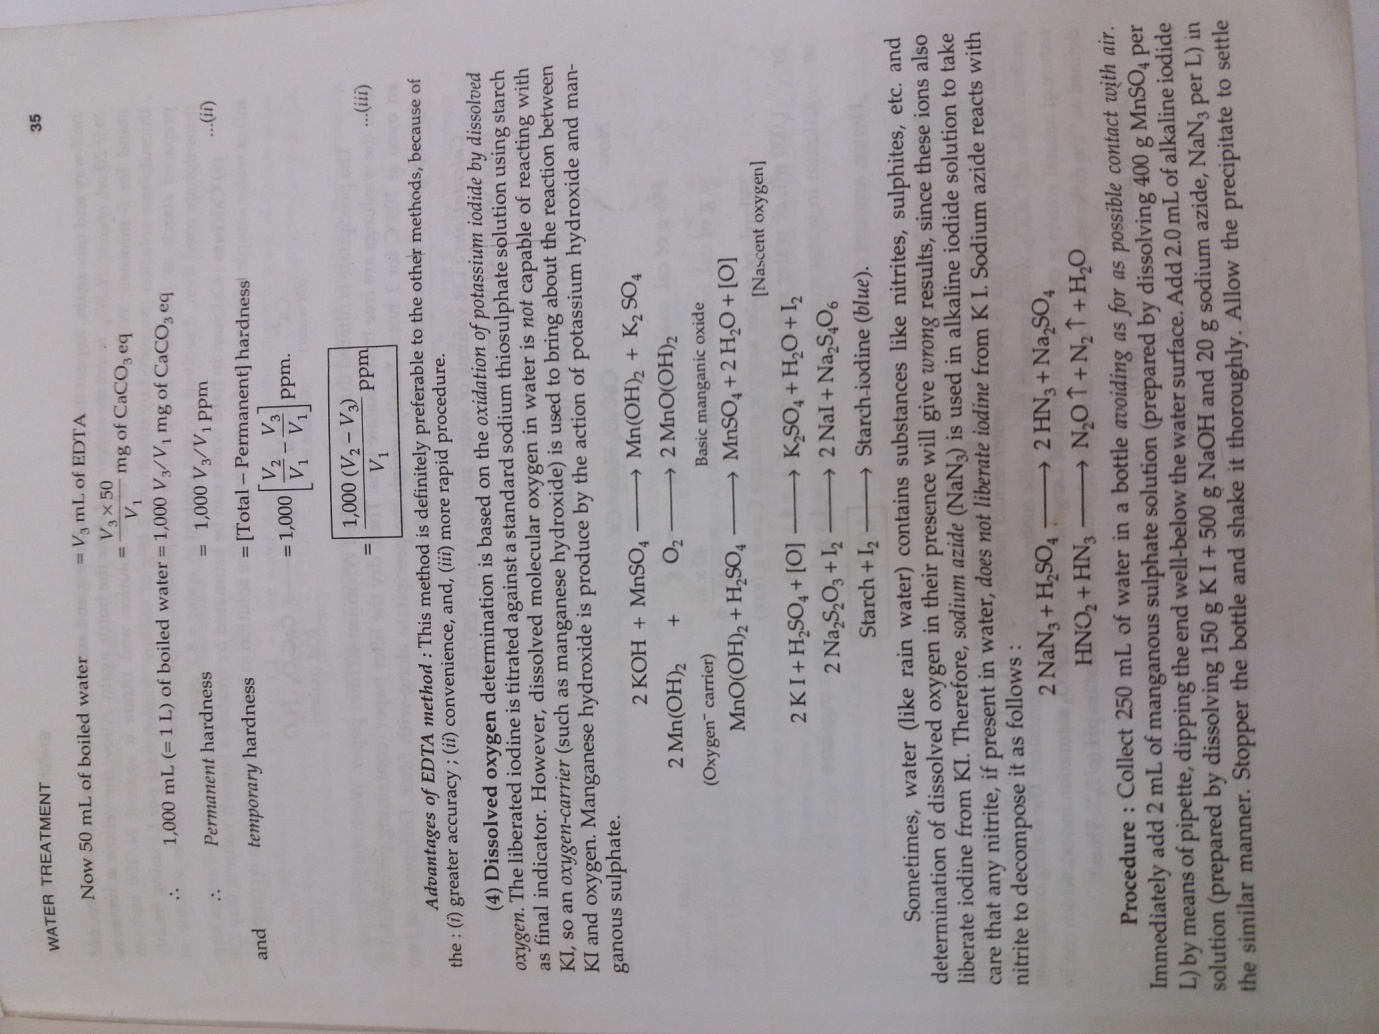 WATER TREATMENT 35
Now 50 mL of boiled water = V₃ mL of EDTA
= V₃ × 50 / V₁ mg of CaCO₃ eq
∴ 1,000 mL (= 1 L) of boiled water = 1,000 V₃/V₁ mg of CaCO₃ eq
∴ Permanent hardness = 1,000 V₃/V₁ ppm ...(ii)
and temporary hardness = [Total – Permanent] hardness
= 1,000 [V₂/V₁ – V₃/V₁] ppm.
= 1,000 (V₂ – V₃) / V₁ ppm ...(iii)
Advantages of EDTA method : This method is definitely preferable to the other methods, because of
the : (i) greater accuracy ; (ii) convenience, and, (iii) more rapid procedure.
(4) Dissolved oxygen determination is based on the oxidation of potassium iodide by dissolved
oxygen. The liberated iodine is titrated against a standard sodium thiosulphate solution using starch
as final indicator. However, dissolved molecular oxygen in water is not capable of reacting with
KI, so an oxygen-carrier (such as manganese hydroxide) is used to bring about the reaction between
KI and oxygen. Manganese hydroxide is produce by the action of potassium hydroxide and man-
ganous sulphate.
2 KOH + MnSO₄ ⟶ Mn(OH)₂ + K₂ SO₄
2 Mn(OH)₂ + O₂ ⟶ 2 MnO(OH)₂
(Oxygen⁻ carrier) Basic manganic oxide
MnO(OH)₂ + H₂SO₄ ⟶ MnSO₄ + 2 H₂O + [O]
[Nascent oxygen]
2 K I + H₂SO₄ + [O] ⟶ K₂SO₄ + H₂O + I₂
2 Na₂S₂O₃ + I₂ ⟶ 2 NaI + Na₂S₄O₆
Starch + I₂ ⟶ Starch-iodine (blue).
Sometimes, water (like rain water) contains substances like nitrites, sulphites, etc. and
determination of dissolved oxygen in their presence will give wrong results, since these ions also
liberate iodine from KI. Therefore, sodium azide (NaN₃) is used in alkaline iodide solution to take
care that any nitrite, if present in water, does not liberate iodine from K I. Sodium azide reacts with
nitrite to decompose it as follows :
2 NaN₃ + H₂SO₄ ⟶ 2 HN₃ + Na₂SO₄
HNO₂ + HN₃ ⟶ N₂O↑ + N₂↑ + H₂O
Procedure : Collect 250 mL of water in a bottle avoiding as for as possible contact with air.
Immediately add 2 mL of manganous sulphate solution (prepared by dissolving 400 g MnSO₄ per
L) by means of pipette, dipping the end well-below the water surface. Add 2.0 mL of alkaline iodide
solution (prepared by dissolving 150 g K I + 500 g NaOH and 20 g sodium azide, NaN₃ per L) in
the similar manner. Stopper the bottle and shake it thoroughly. Allow the precipitate to settle